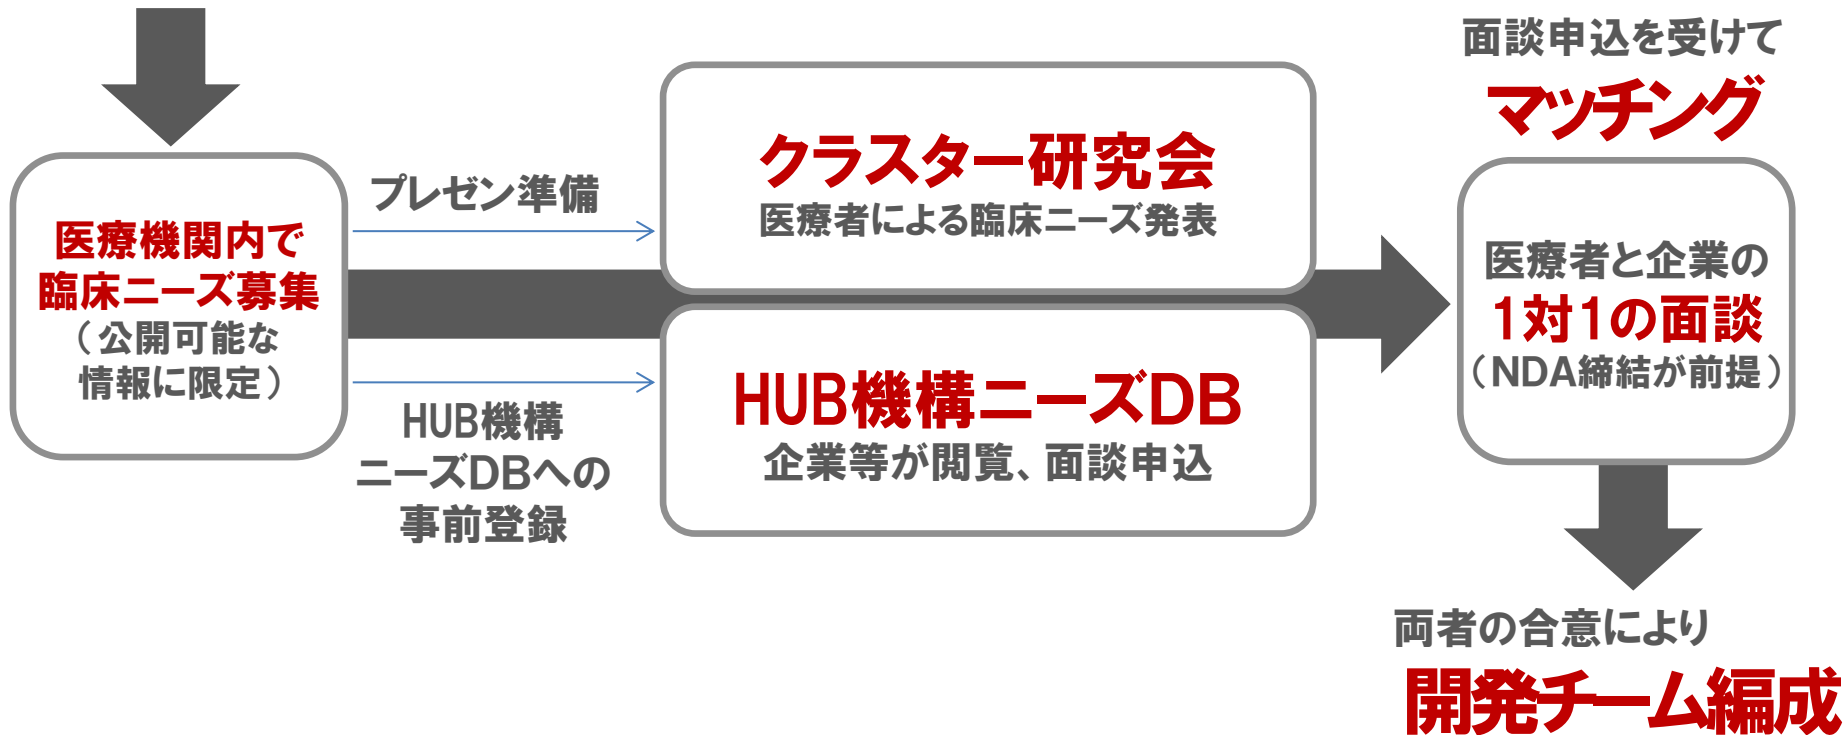 医療機関内で
臨床ニーズ募集
（公開可能な
情報に限定）
プレゼン準備
HUB機構
ニーズDBへの
事前登録
クラスター研究会
医療者による臨床ニーズ発表
HUB機構ニーズDB
企業等が閲覧、面談申込
面談申込を受けて
マッチング
医療者と企業の
1対1の面談
（NDA締結が前提）
両者の合意により
開発チーム編成